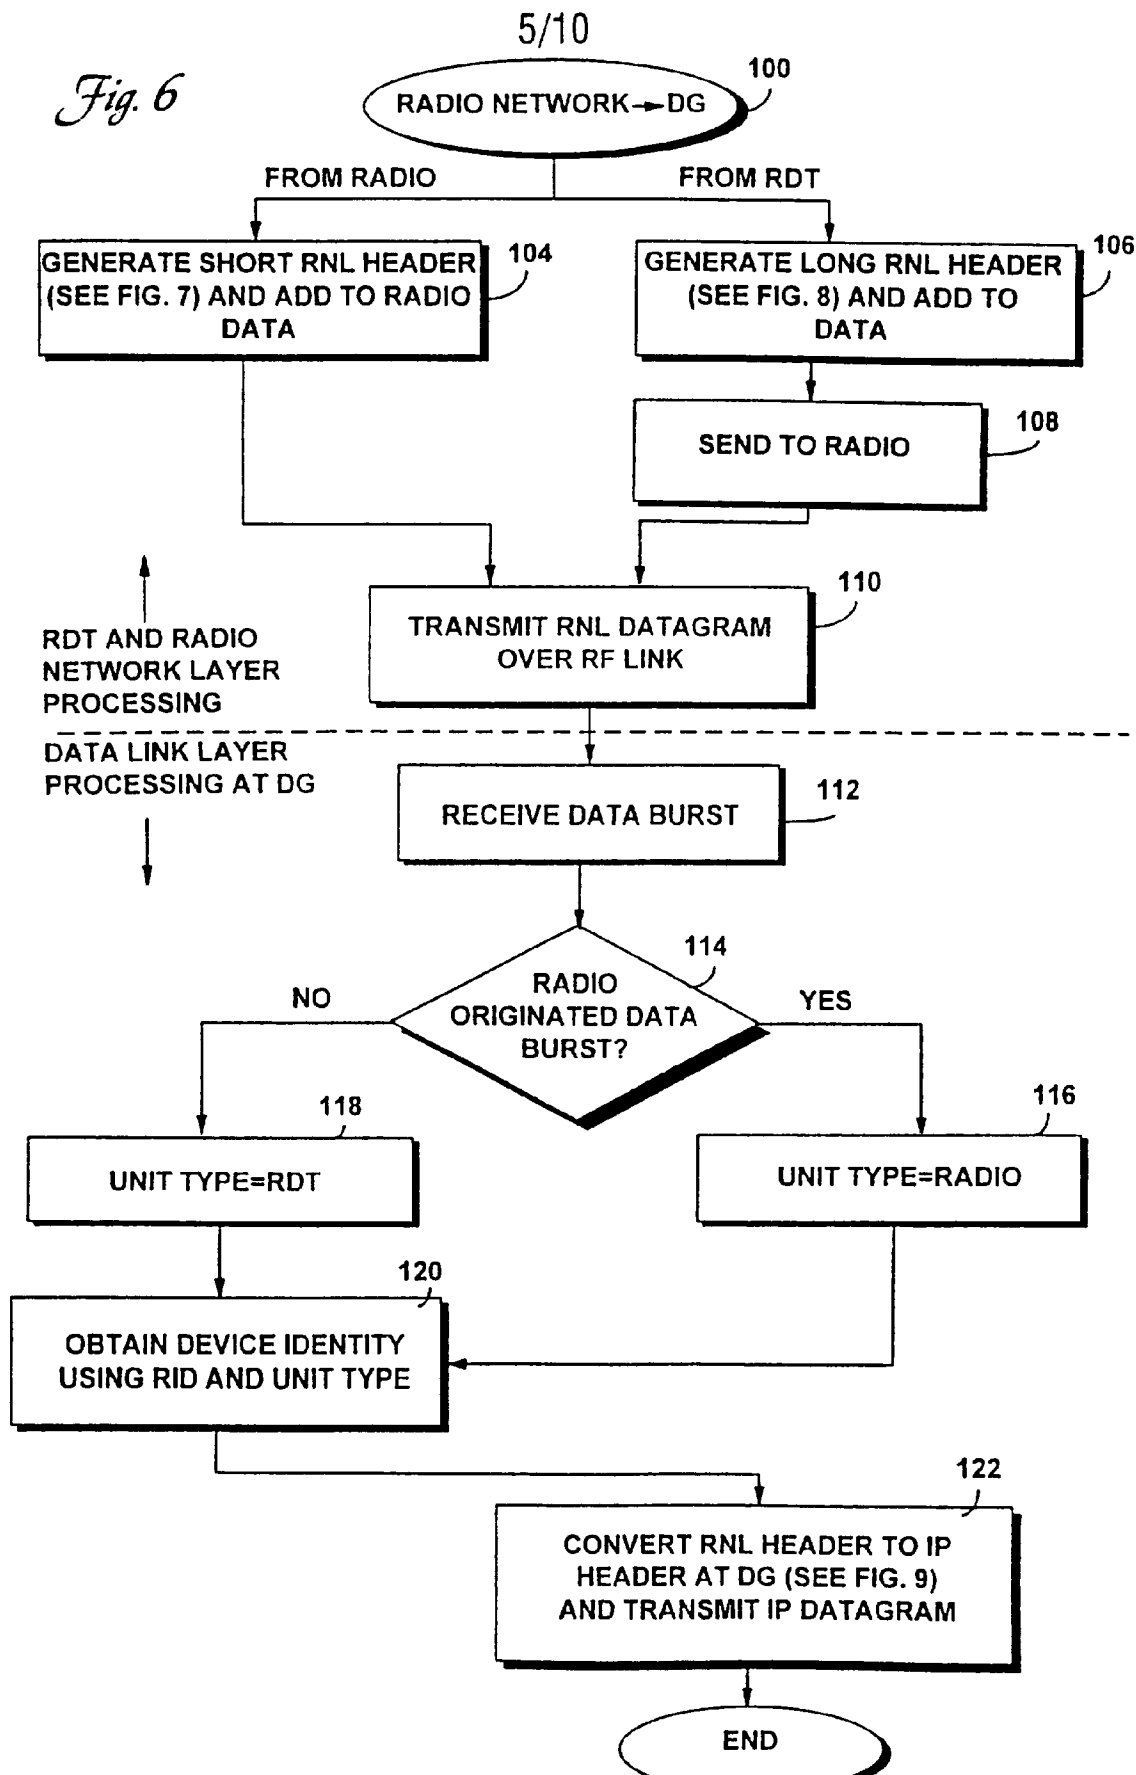 5/10
Fig. 6
RADIO NETWORK→DG
100
FROM RADIO
FROM RDT
GENERATE SHORT RNL HEADER
(SEE FIG. 7) AND ADD TO RADIO
DATA
104
GENERATE LONG RNL HEADER
(SEE FIG. 8) AND ADD TO
DATA
106
SEND TO RADIO
108
TRANSMIT RNL DATAGRAM
OVER RF LINK
110
RDT AND RADIO
NETWORK LAYER
PROCESSING
DATA LINK LAYER
PROCESSING AT DG
RECEIVE DATA BURST
112
RADIO
ORIGINATED DATA
BURST?
114
NO
YES
118
UNIT TYPE=RDT
116
UNIT TYPE=RADIO
120
OBTAIN DEVICE IDENTITY
USING RID AND UNIT TYPE
122
CONVERT RNL HEADER TO IP
HEADER AT DG (SEE FIG. 9)
AND TRANSMIT IP DATAGRAM
END